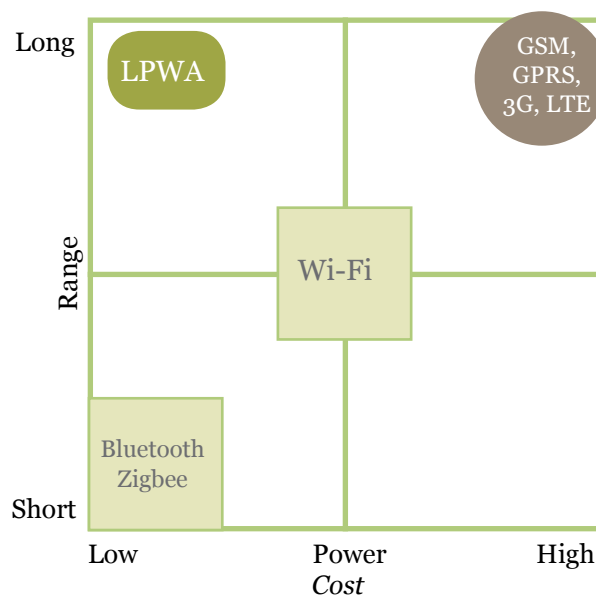 Long
LPWA
GSM,
GPRS,
3G, LTE
Range
Wi-Fi
Bluetooth
Zigbee
Short
Low
Power
High
Cost